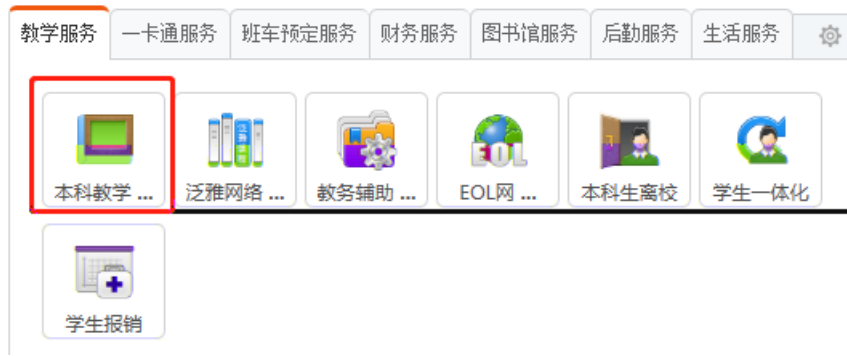 教学服务 一卡通服务 班车预定服务 财务服务 图书馆服务 后勤服务 生活服务
泛雅
EOL
本科教学 ... 泛雅网络 ... 教务辅助 ... EOL网 ... 本科生离校 学生一体化
学生报销